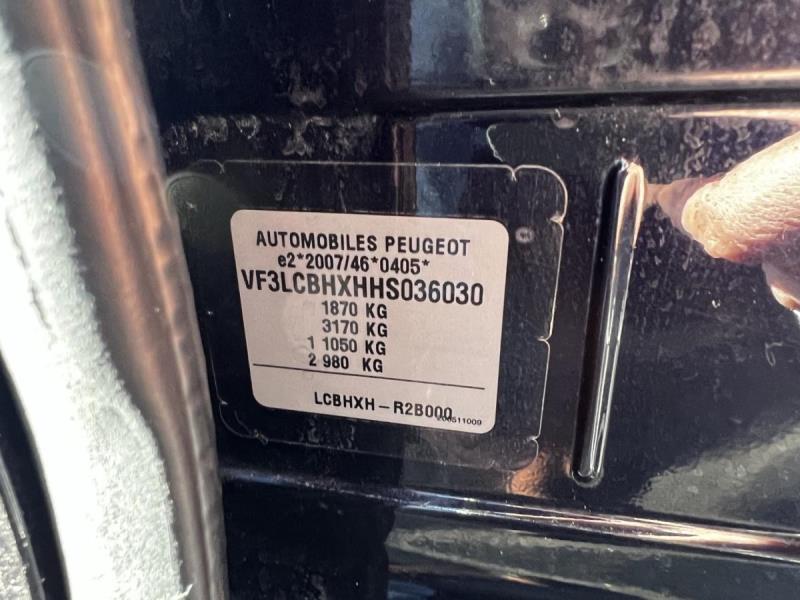 AUTOMOBILES PEUGEOT
e2*2007/46*0405*
VF3LCBHXHHS036030
1870 KG
3170 KG
1 1050 KG
2 980 KG
LCBHXH-R2B000